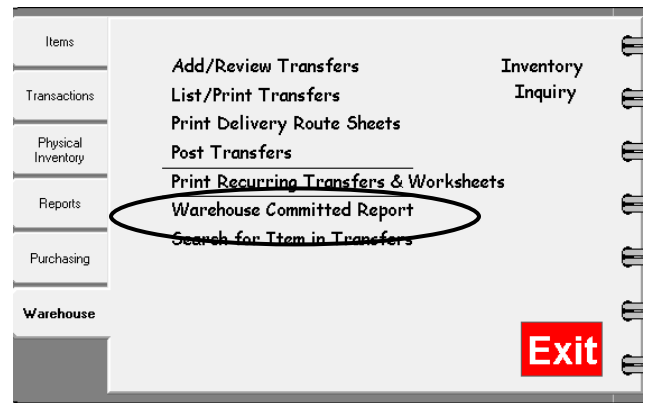 Items
Transactions
Physical
Inventory
Reports
Purchasing
Warehouse
Add/Review Transfers
List/Print Transfers
Print Delivery Route Sheets
Post Transfers
Print Recurring Transfers & Worksheets
Warehouse Committed Report
Search for Item in Transfers
Inventory
Inquiry
Exit